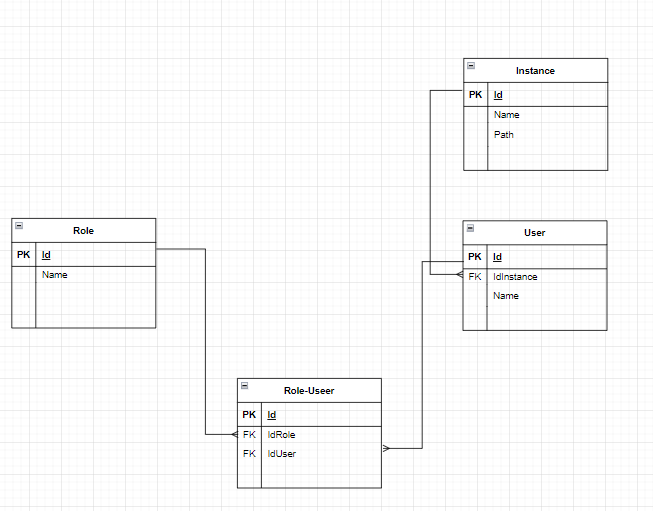 Instance
PK Id
Name
Path
Role
PK Id
Name
User
PK Id
FK IdInstance
Name
Role-Useer
PK Id
FK IdRole
FK IdUser